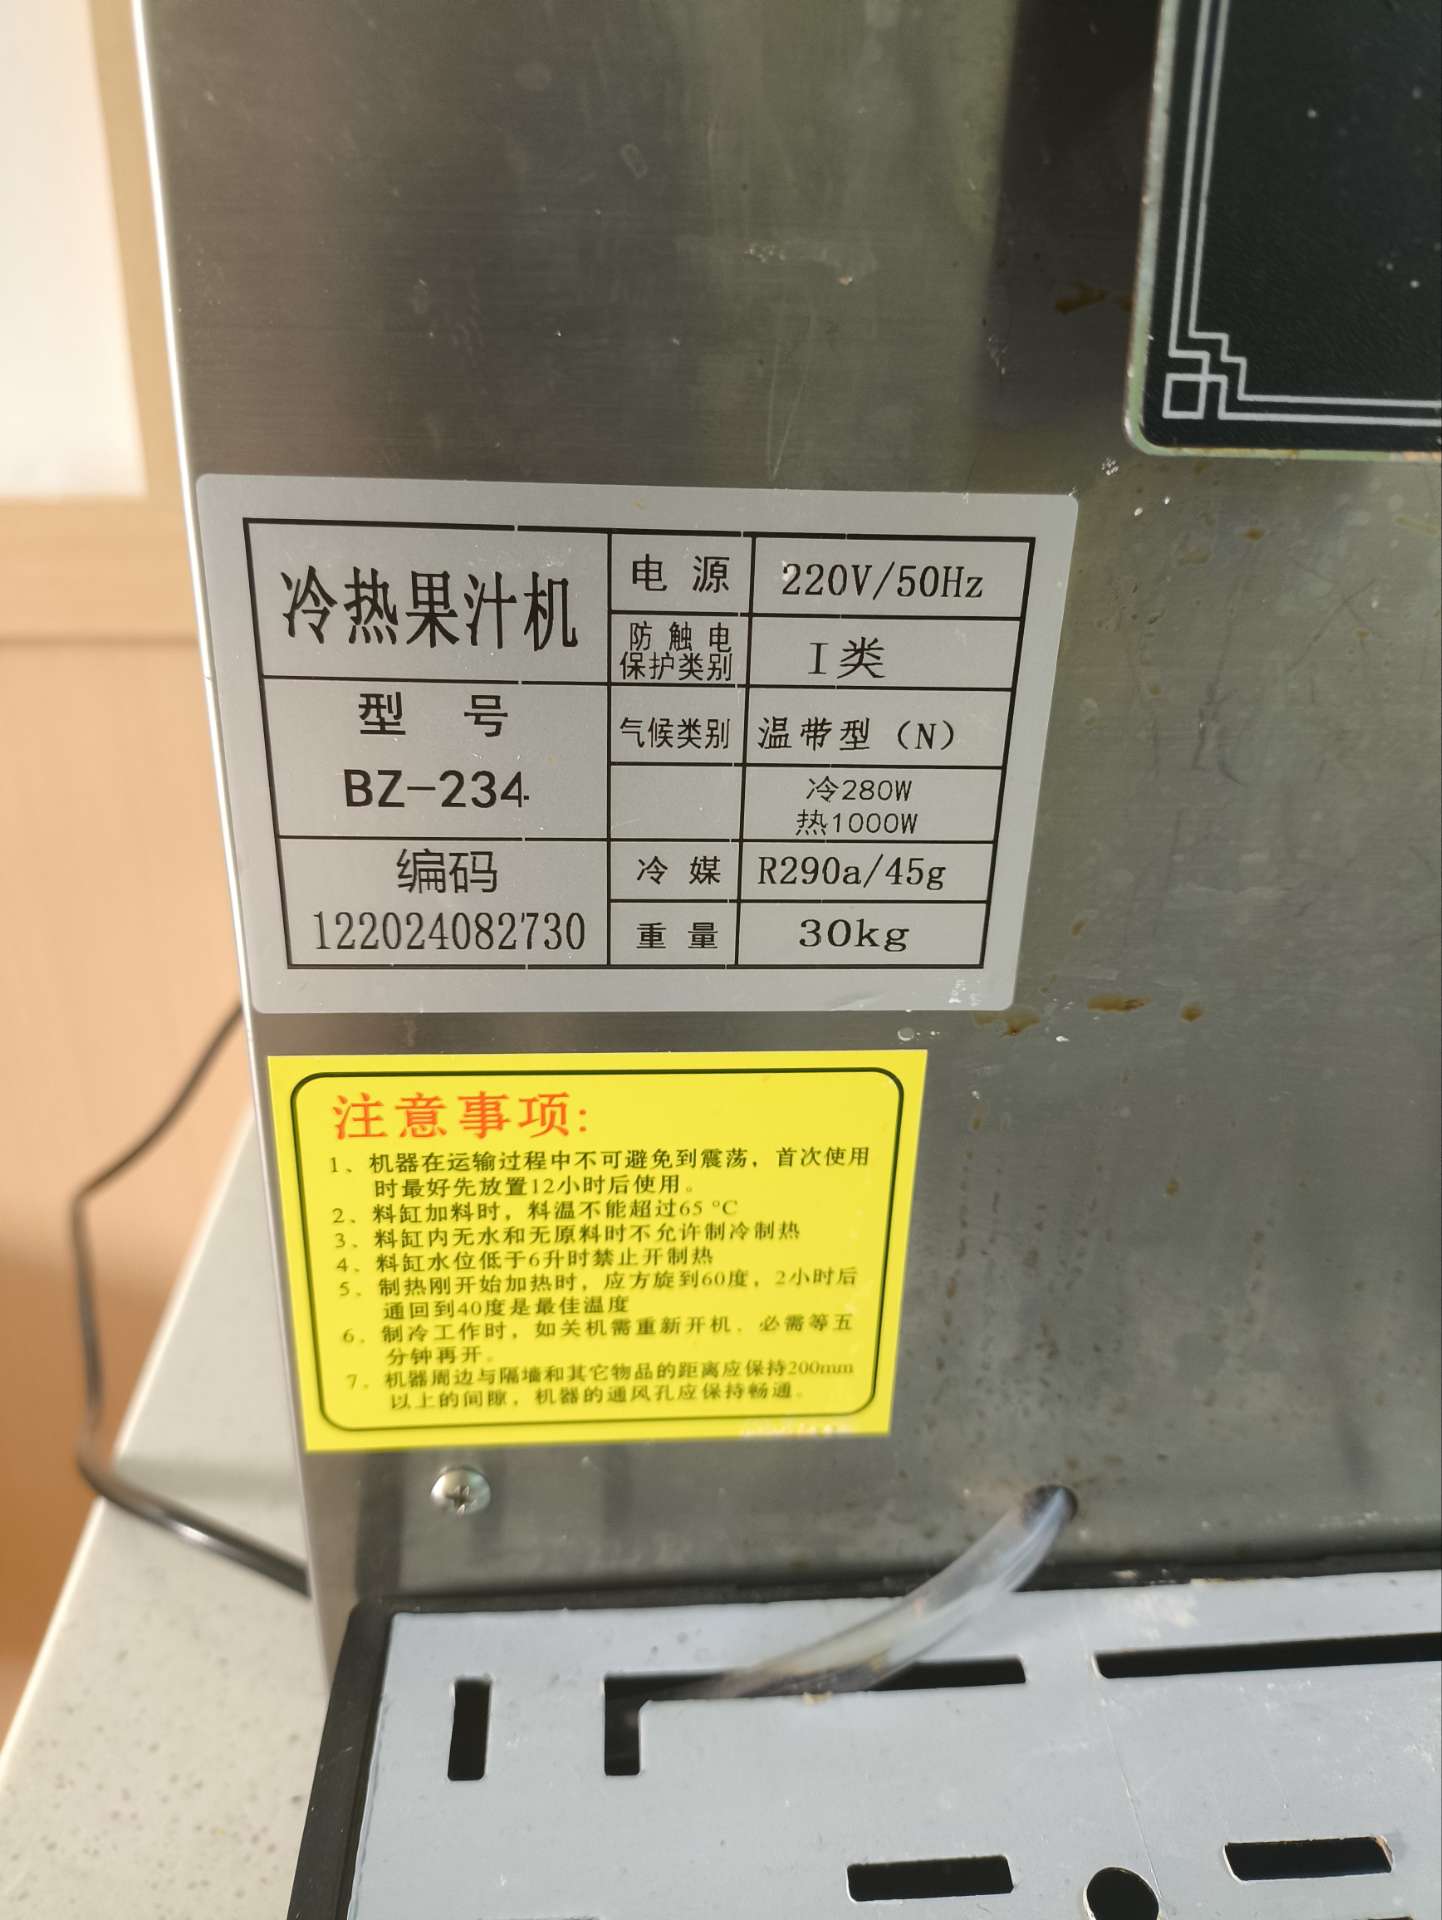 冷热果汁机
型 号
BZ-234
编码
122024082730
电 源 220V/50Hz
防触电
保护类别 I类
气候类别 温带型（N）
冷280W
热1000W
冷媒 R290a/45g
重量 30kg
注意事项:
1、机器在运输过程中不可避免到震荡，首次使用
时最好先放置12小时后使用。
2、料缸加料时，料温不能超过65 °C
3、料缸内无水和无原料时不允许制冷制热
4、料缸水位低于6升时禁止开制热
5、制热刚开始加热时，应方旋到60度，2小时后
通回到40度是最佳温度
6、制冷工作时，如关机需重新开机．必需等五
分钟再开。
7、机器周边与隔墙和其它物品的距离应保持200mm
以上的间隙，机器的通风孔应保持畅通。